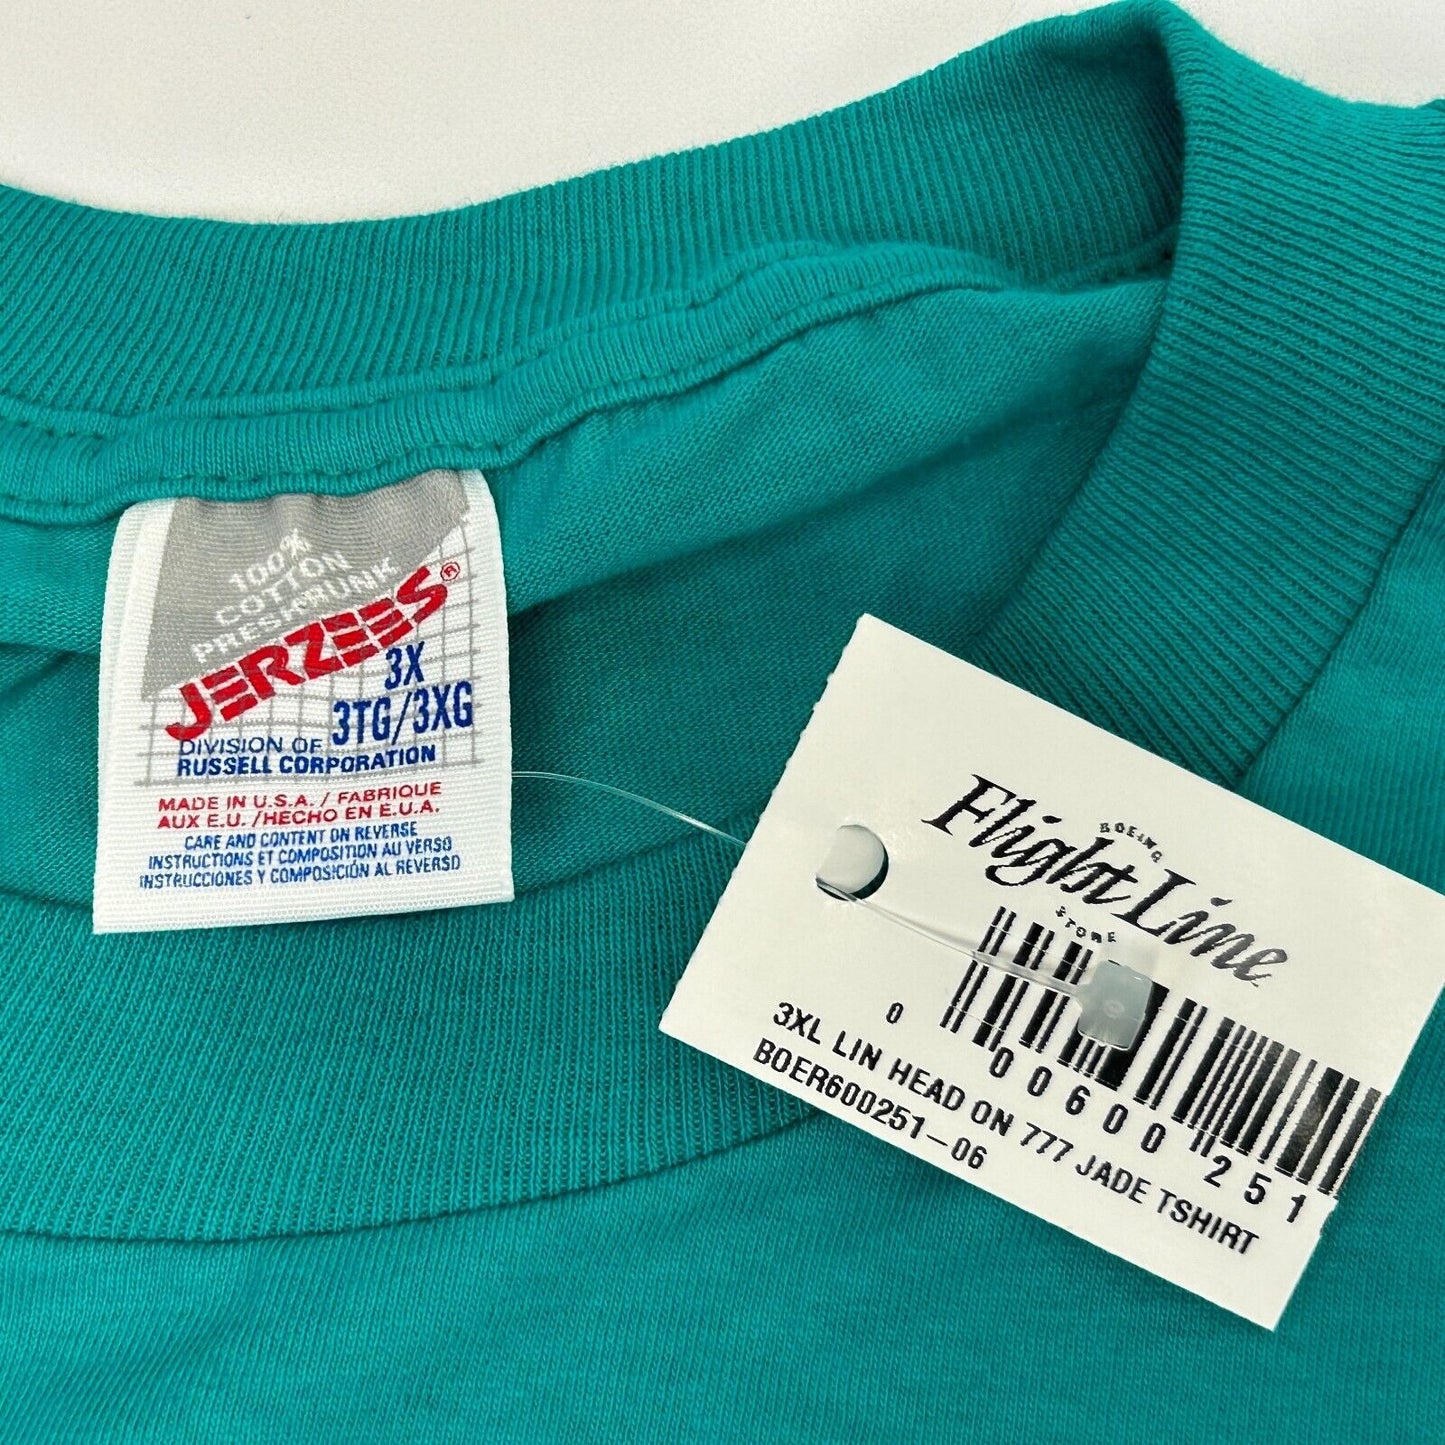 100%
COTTON
PRESHRUNK
JERZEES®
3X
3TG/3XG
DIVISION OF
RUSSELL CORPORATION
MADE IN U.S.A. / FABRIQUE
AUX E.U. /HECHO EN E.U.A.
CARE AND CONTENT ON REVERSE
INSTRUCTIONS ET COMPOSITION AU VERSO
INSTRUCCIONES Y COMPOSICIÓN AL REVERSO
BOEING
Flight Line
STORE
0 00600 251
3XL LIN HEAD ON 777 JADE TSHIRT
BOER600251-06